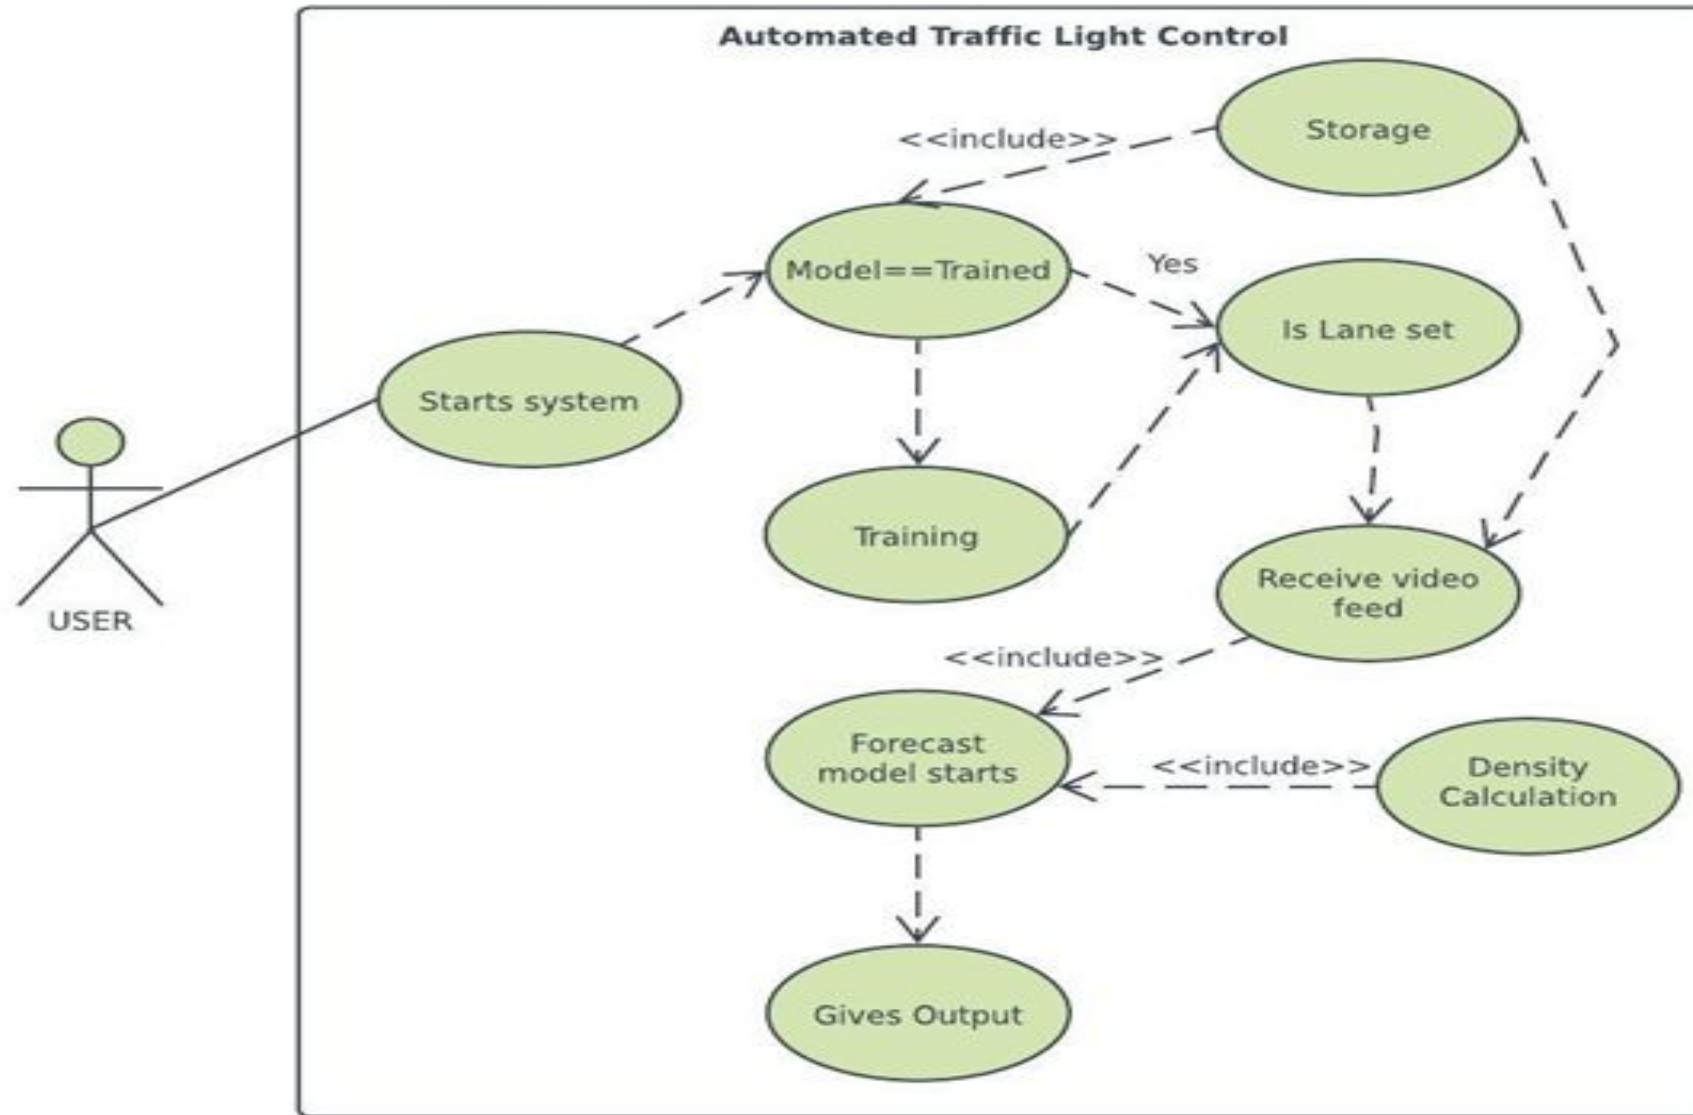 Automated Traffic Light Control
Storage
<<include>>
Model==Trained
Yes
Is Lane set
Starts system
USER
Training
Receive video
feed
<<include>>
Forecast
model starts
<<include>>
Density
Calculation
Gives Output